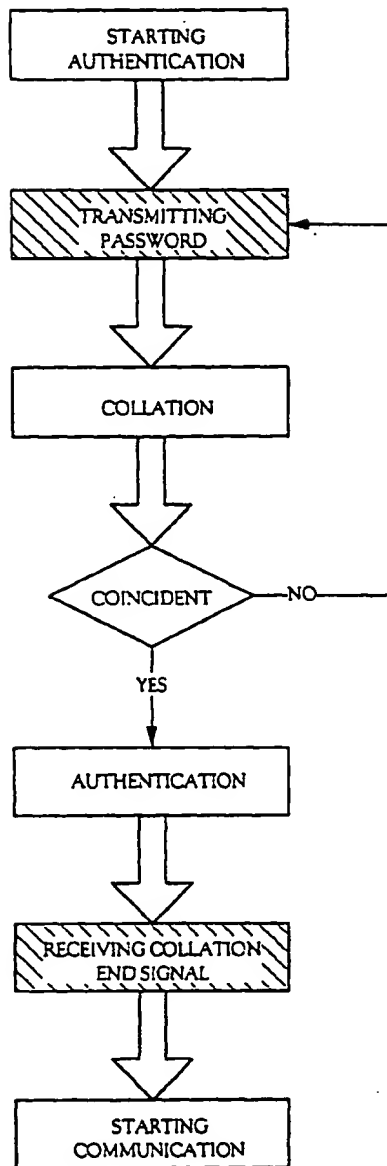 STARTING
AUTHENTICATION
TRANSMITTING
PASSWORD
COLLATION
COINCIDENT
NO
YES
AUTHENTICATION
RECEIVING COLLATION
END SIGNAL
STARTING
COMMUNICATION